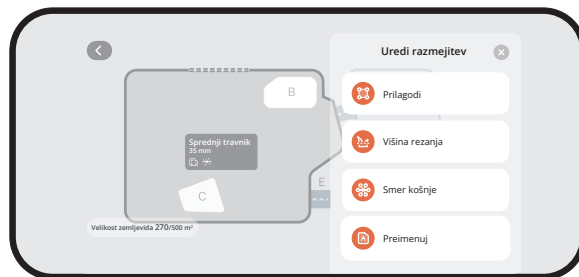 Uredi razmejitev
B
Prilagodi
Sprednji travnik
35 mm
Višina rezanja
E
C
Smer košnje
Velikost zemljevida 270/500 m²
A
Preimenuj